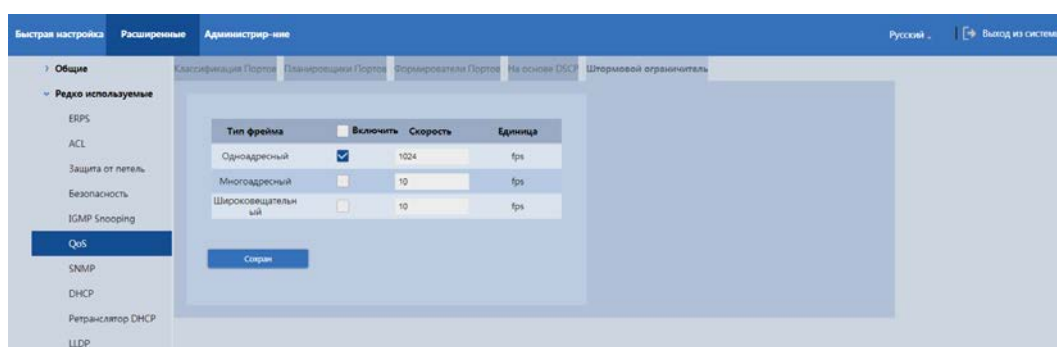 Быстрая настройка Расширенные Администрир-ние Русский Выход из систем
Общие
Редко используемые
ERPS
ACL
Защита от петель
Безопасность
IGMP Snooping
QoS
SNMP
DHCP
Ретранслятор DHCP
LLDP
Классификация Портов Планировщики Портов Формирователи Портов На основе DSCP Штормовой ограничитель
Тип фрейма Включить Скорость Единица
Одноадресный 1024 fps
Многоадресный 10 fps
Широковещательн
ый 10 fps
Сохран